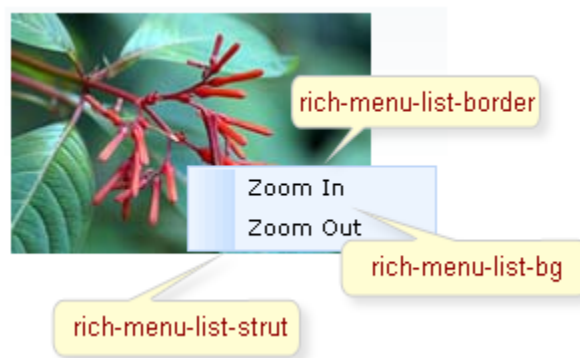 rich-menu-list-border
Zoom In
Zoom Out
rich-menu-list-bg
rich-menu-list-strut